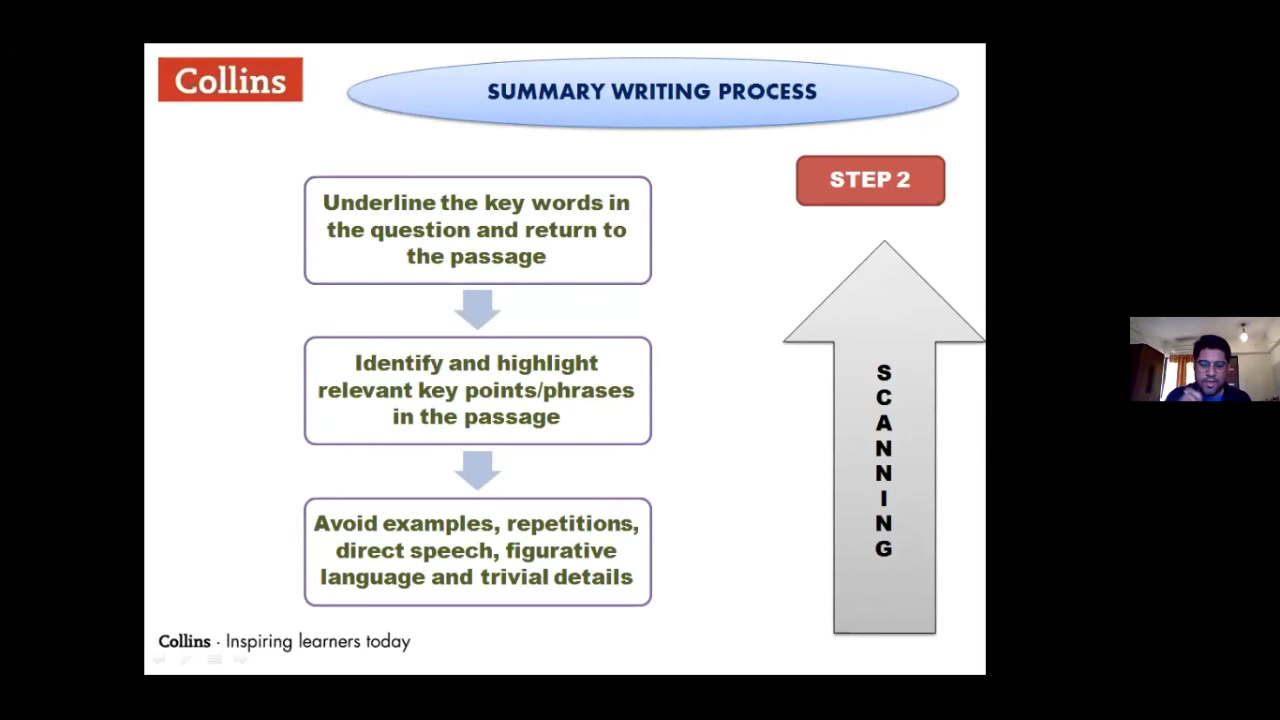 Collins
SUMMARY WRITING PROCESS
STEP 2
Underline the key words in
the question and return to
the passage
Identify and highlight
relevant key points/phrases
in the passage
Avoid examples, repetitions,
direct speech, figurative
language and trivial details
S
C
A
N
N
I
N
G
Collins · Inspiring learners today